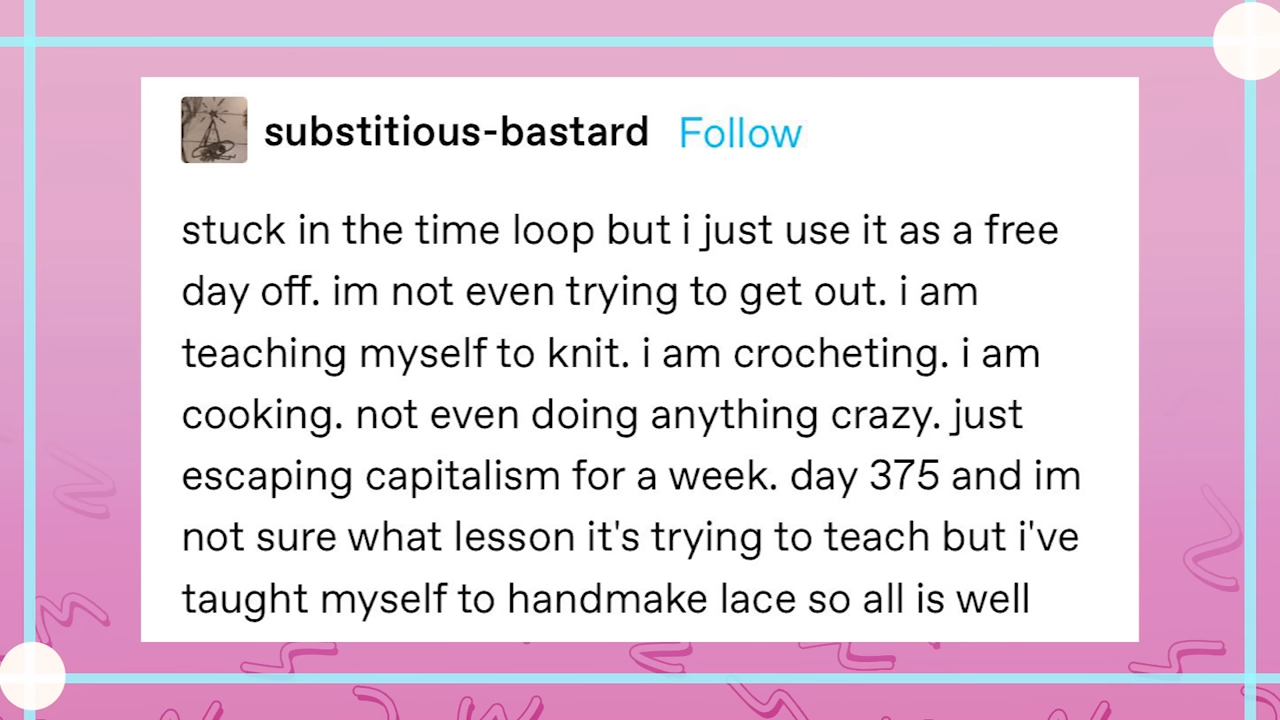 substitious-bastard Follow
stuck in the time loop but i just use it as a free
day off. im not even trying to get out. i am
teaching myself to knit. i am crocheting. i am
cooking. not even doing anything crazy. just
escaping capitalism for a week. day 375 and im
not sure what lesson it's trying to teach but i've
taught myself to handmake lace so all is well